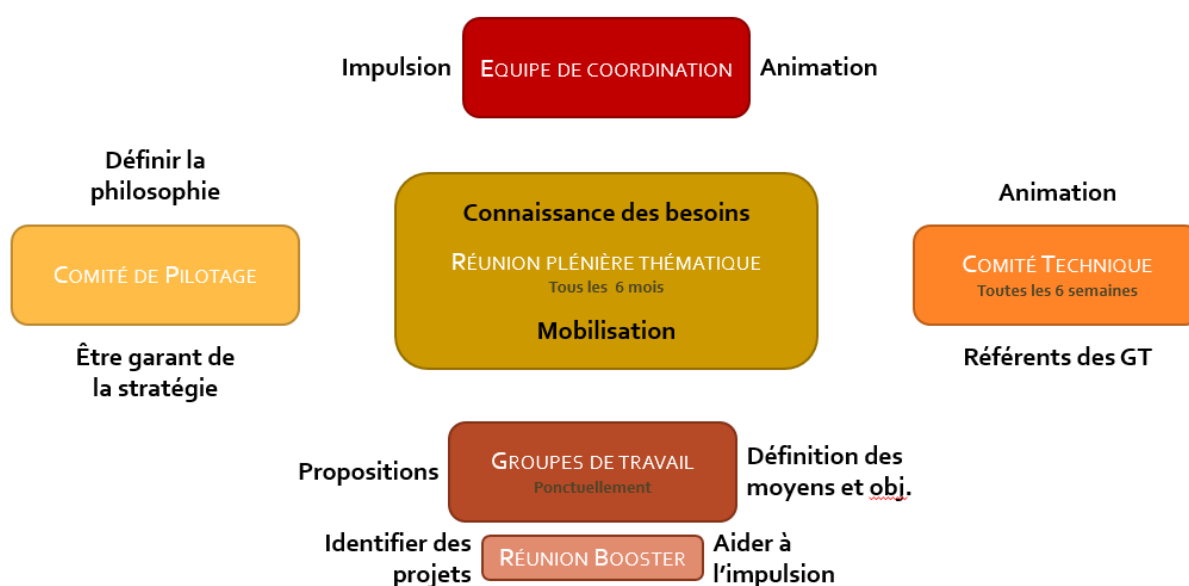 Impulsion
EQUIPE DE COORDINATION
Animation
Définir la
philosophie
COMITÉ DE PILOTAGE
Être garant de
la stratégie
Connaissance des besoins
RÉUNION PLÉNIÈRE THÉMATIQUE
Tous les 6 mois
Mobilisation
Animation
COMITÉ TECHNIQUE
Toutes les 6 semaines
Référents des GT
Propositions
GROUPES DE TRAVAIL
Ponctuellement
Définition des
moyens et obj.
Identifier des
projets
RÉUNION BOOSTER
Aider à
l'impulsion